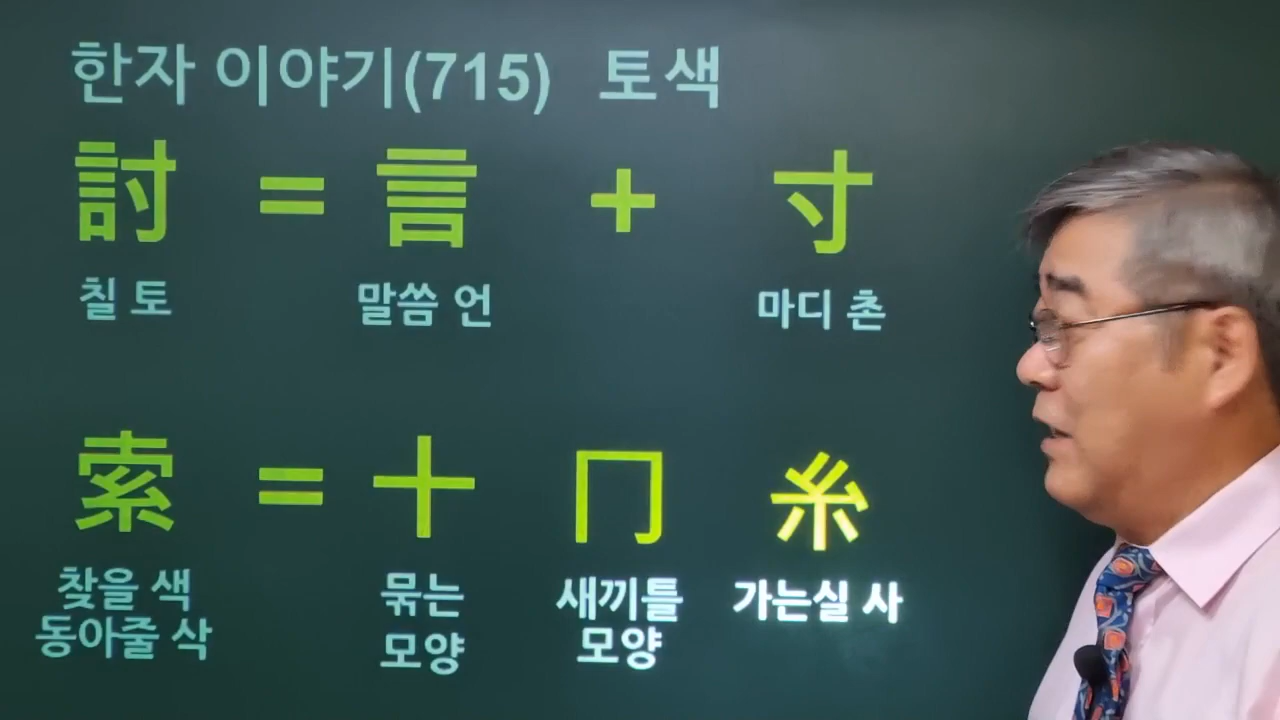 한자 이야기(715) 토색
討 = 言 + 寸
칠 토 말씀 언 마디 촌
索 = 十 冂 糸
찾을 색 묶는 새끼틀 가는실 사
동아줄 삭 모양 모양